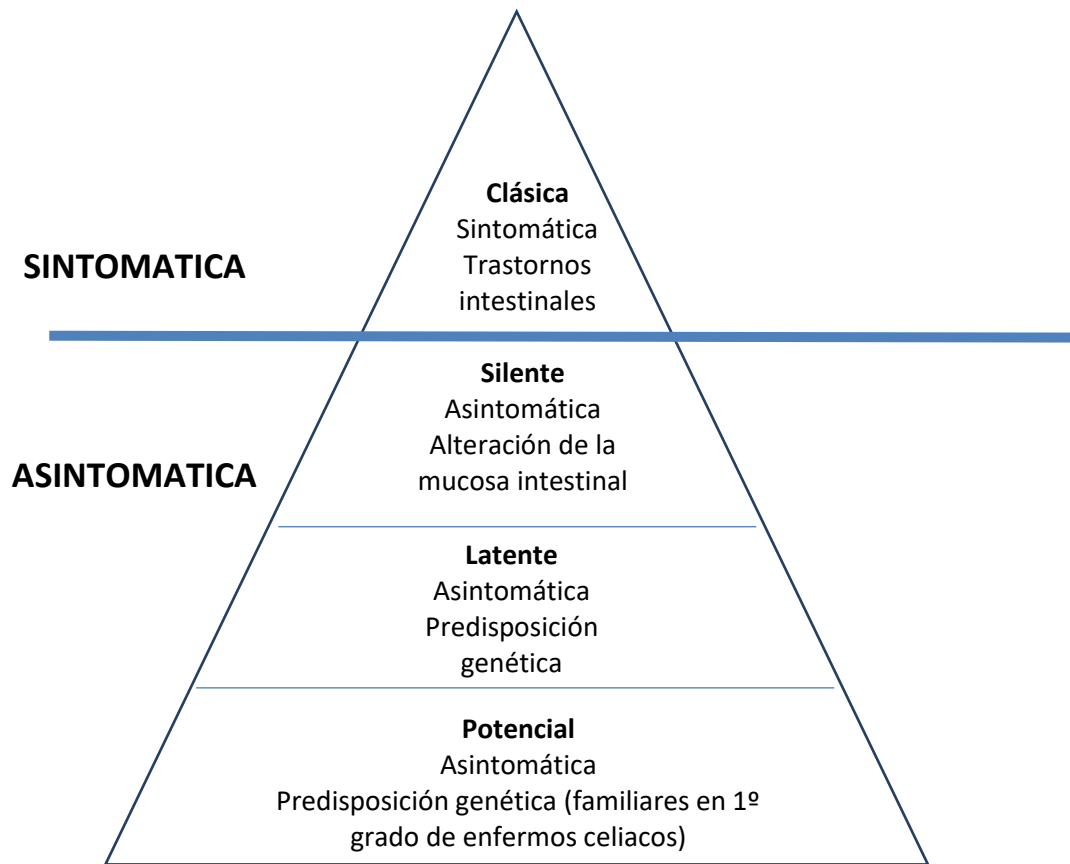 Clásica
Sintomática
SINTOMATICA
Trastornos
intestinales
Silente
Asintomática
Alteración de la
ASINTOMATICA
mucosa intestinal
Latente
Asintomática
Predisposición
genética
Potencial
Asintomática
Predisposición genética (familiares en 1º
grado de enfermos celiacos)